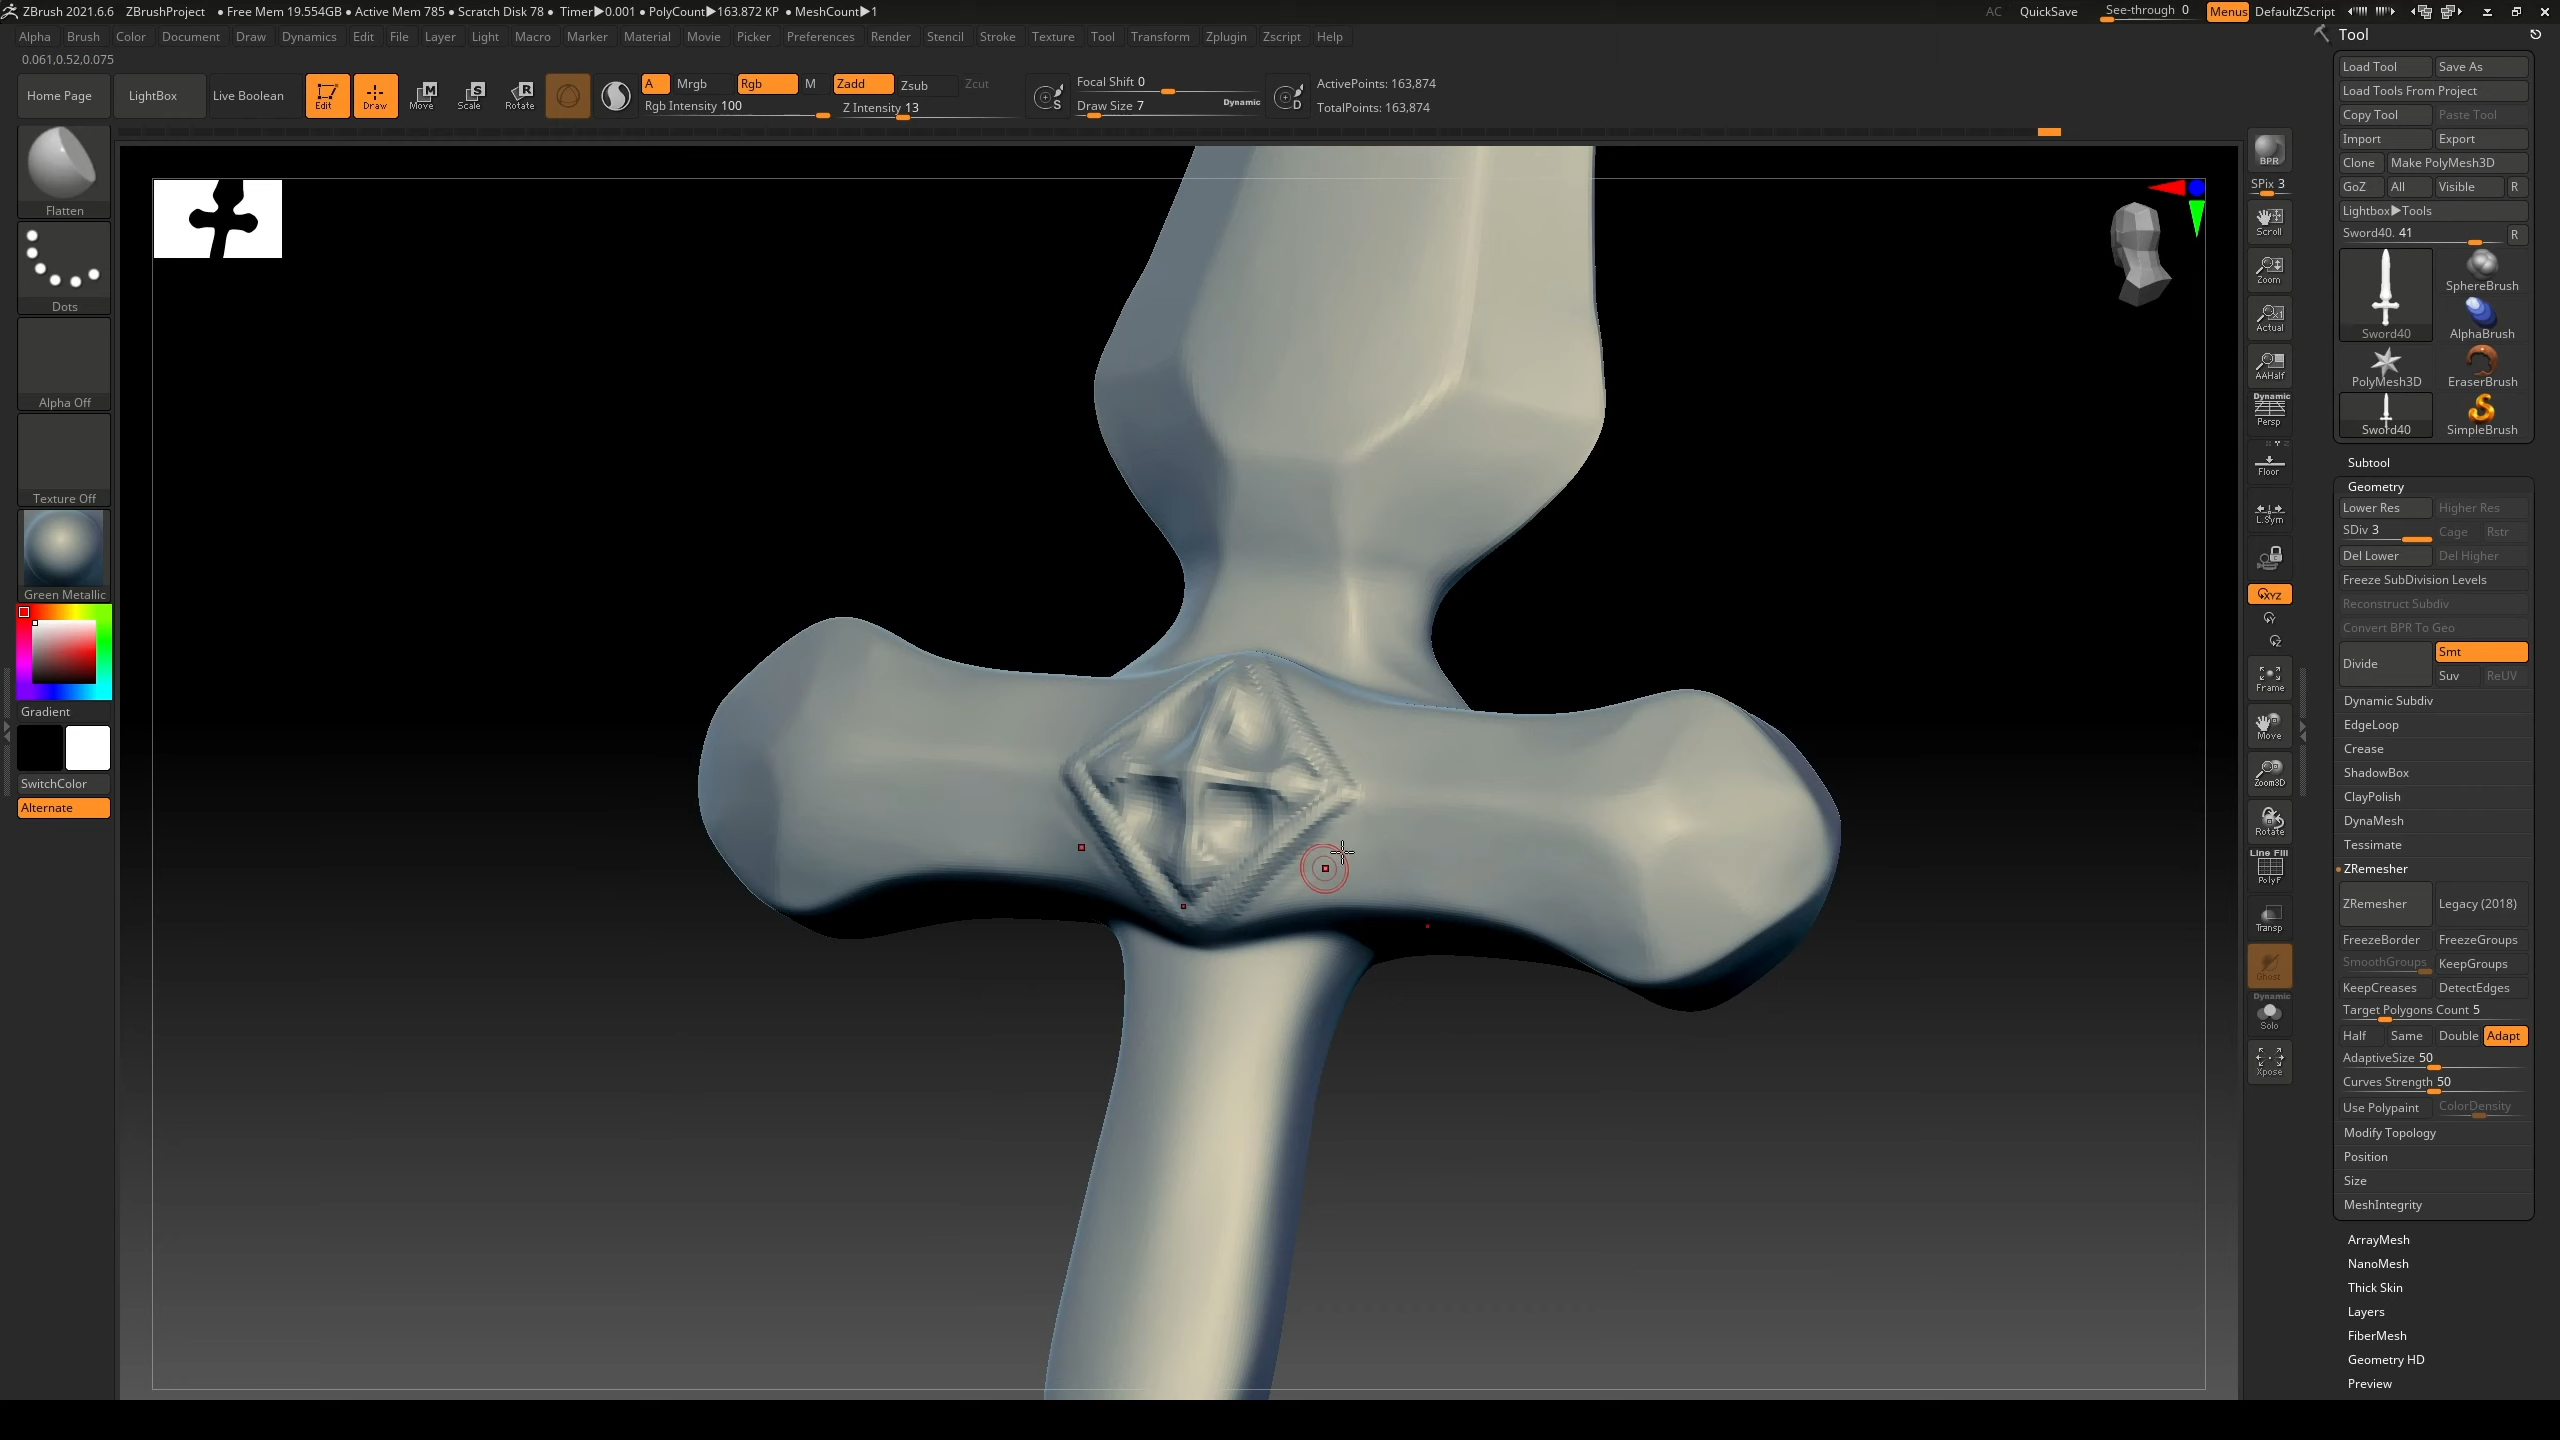 ZBrush 2021.6.6 ZBrushProject • Free Mem 19.554GB • Active Mem 785 • Scratch Disk 78 • Timer▶0.001 • PolyCount▶163.872 KP • MeshCount▶1
AC QuickSave See-through 0 Menus DefaultZScript
Alpha Brush Color Document Draw Dynamics Edit File Layer Light Macro Marker Material Movie Picker Preferences Render Stencil Stroke Texture Tool Transform Zplugin Zscript Help
0.061,0.52,0.075
Home Page LightBox Live Boolean Edit Draw Move Scale Rotate
M S R
A Mrgb Rgb M Zadd Zsub Zcut
Rgb Intensity 100 Z Intensity 13
S Focal Shift 0
Draw Size 7 Dynamic
D ActivePoints: 163,874
TotalPoints: 163,874
Flatten
Dots
Alpha Off
Texture Off
Green Metallic
Gradient
SwitchColor
Alternate
BPR
SPix 3
Scroll
Zoom
Actual
AAHalf
Dynamic
Persp
Floor
L.Sym
XYZ
Frame
Move
Zoom3D
Rotate
Line Fill
PolyF
Transp
Ghost
Dynamic
Solo
Xpose
Tool
Load Tool Save As
Load Tools From Project
Copy Tool Paste Tool
Import Export
Clone Make PolyMesh3D
GoZ All Visible R
Lightbox▶Tools
Sword40. 41 R
Sword40 SphereBrush
AlphaBrush
PolyMesh3D EraserBrush
Sword40 SimpleBrush
Subtool
Geometry
Lower Res Higher Res
SDiv 3 Cage Rstr
Del Lower Del Higher
Freeze SubDivision Levels
Reconstruct Subdiv
Convert BPR To Geo
Divide Smt
Suv ReUV
Dynamic Subdiv
EdgeLoop
Crease
ShadowBox
ClayPolish
DynaMesh
Tessimate
ZRemesher
ZRemesher Legacy (2018)
FreezeBorder FreezeGroups
SmoothGroups KeepGroups
KeepCreases DetectEdges
Target Polygons Count 5
Half Same Double Adapt
AdaptiveSize 50
Curves Strength 50
Use Polypaint ColorDensity
Modify Topology
Position
Size
MeshIntegrity
ArrayMesh
NanoMesh
Thick Skin
Layers
FiberMesh
Geometry HD
Preview